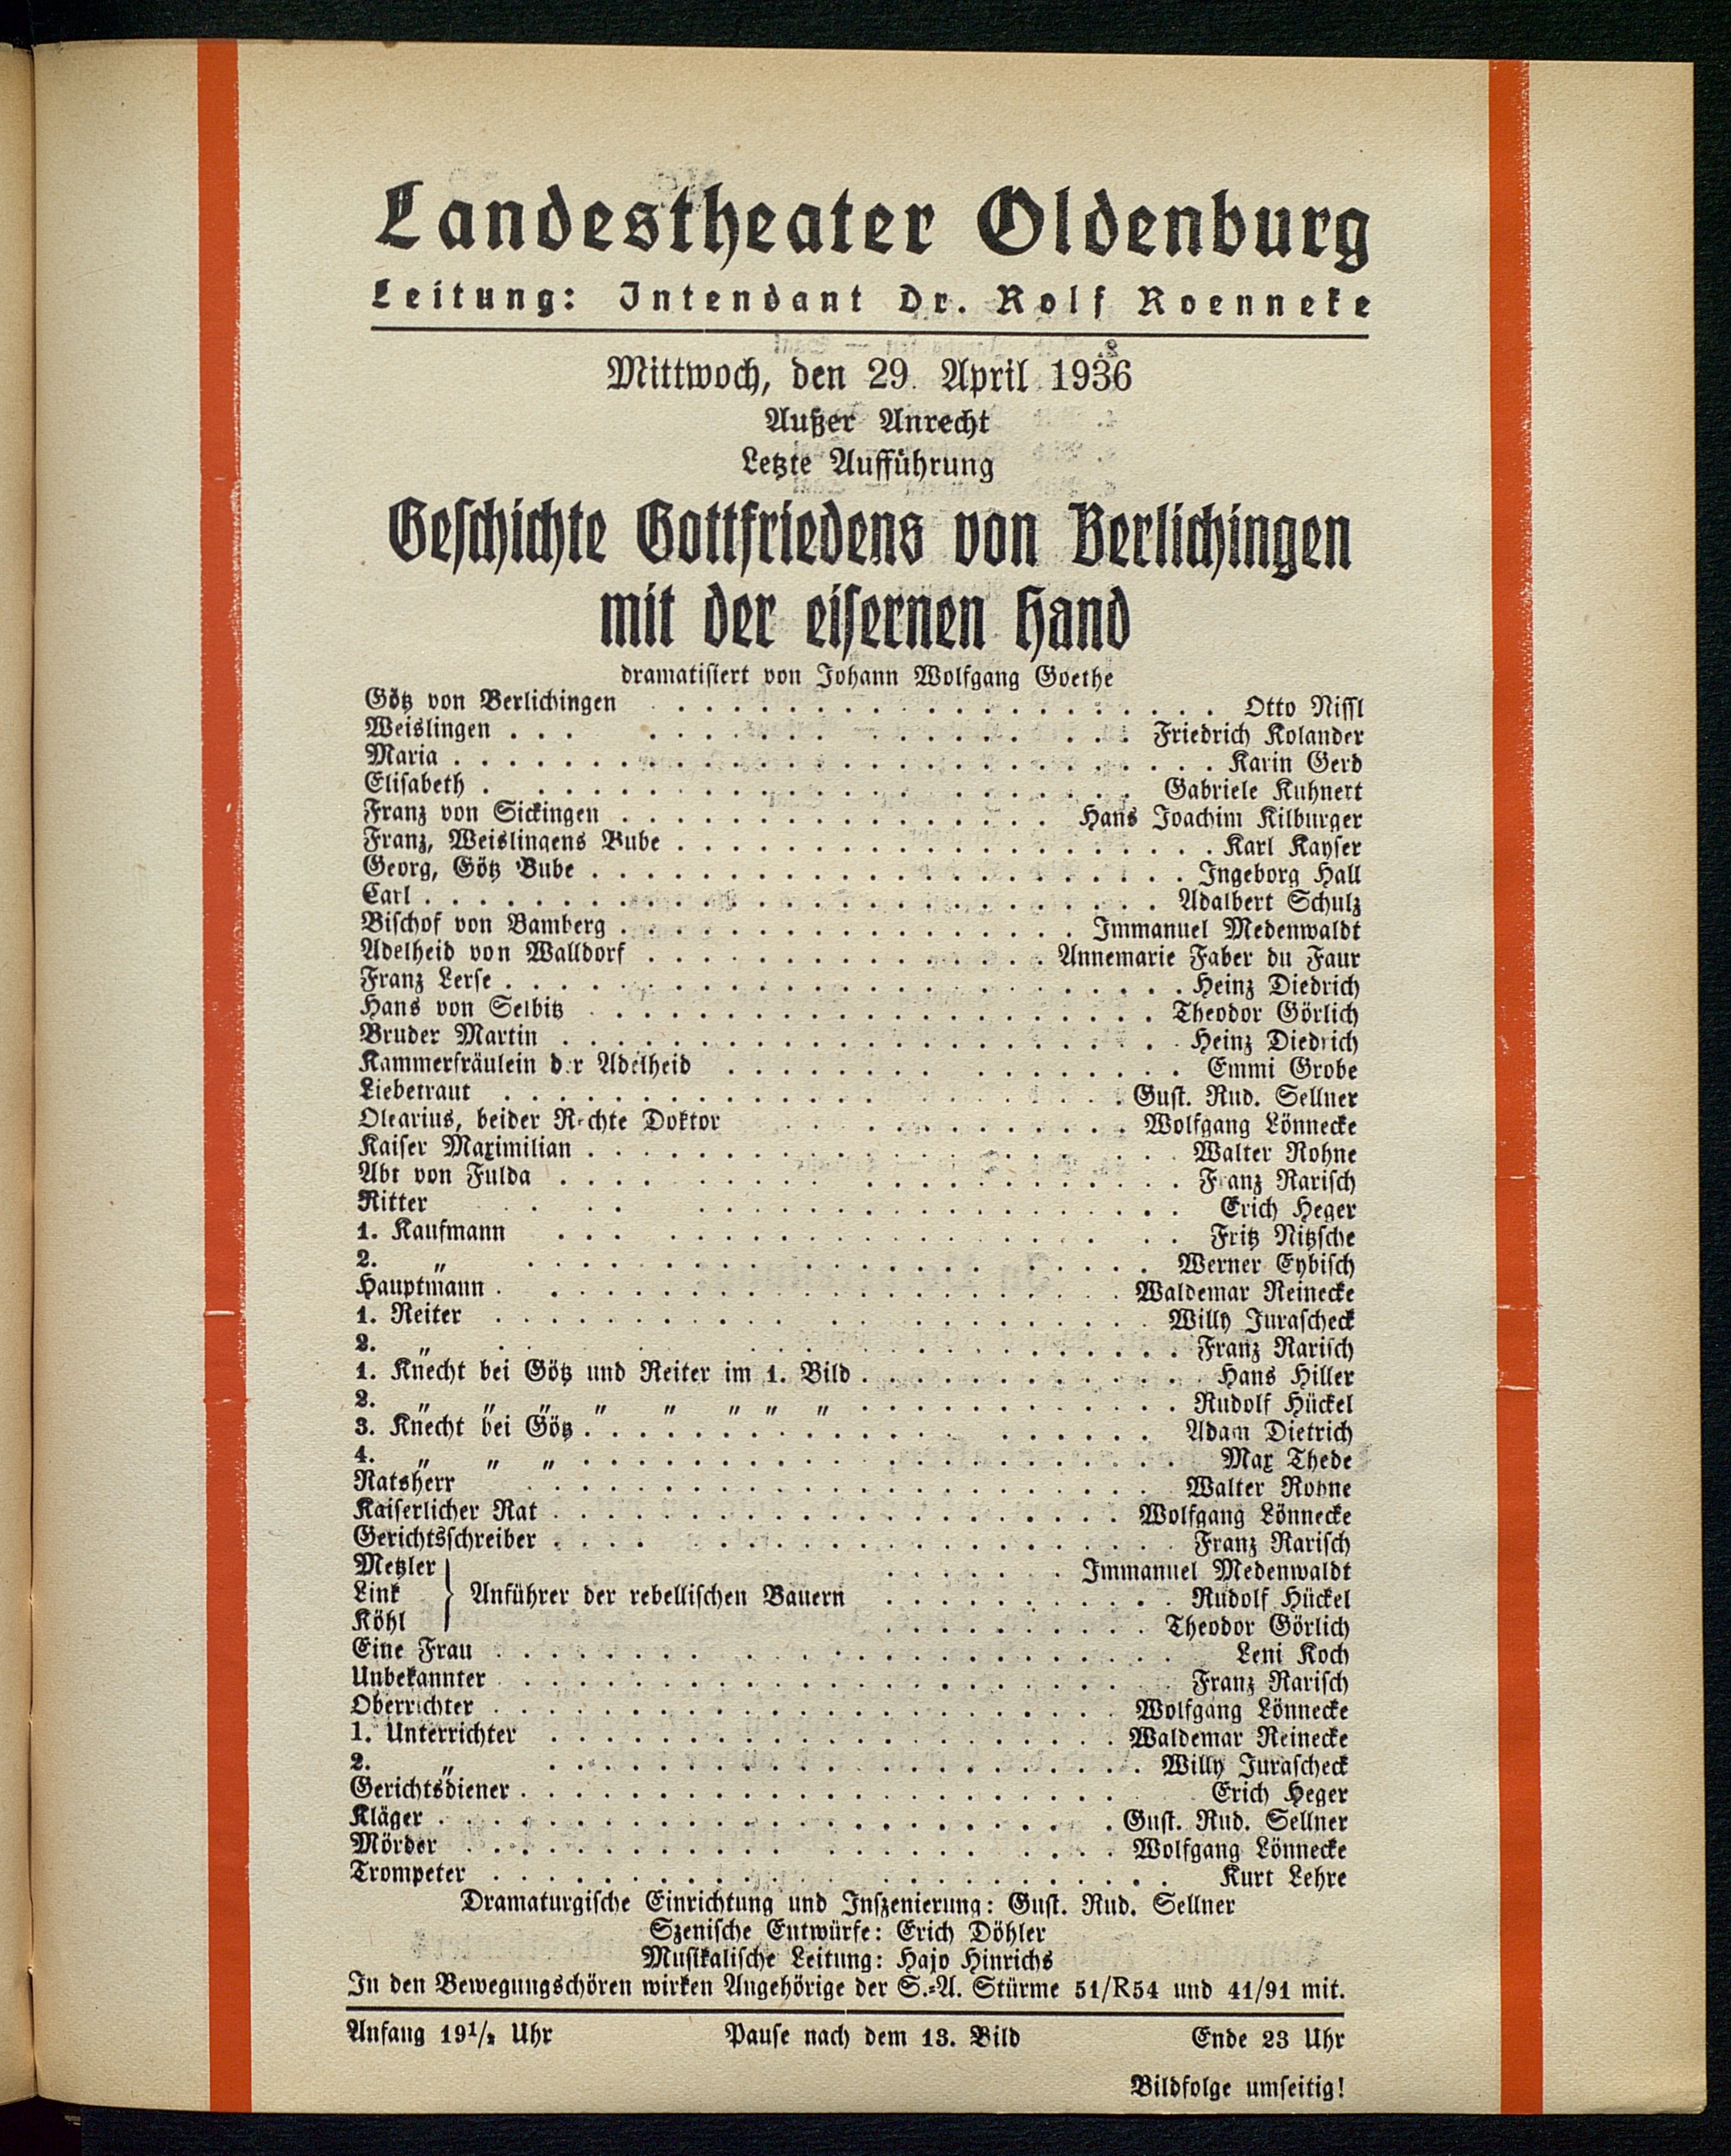 Landestheater Oldenburg
Leitung: Intendant Dr. Rolf Roenneke
Mittwoch, den 29. April 1936
Außer Anrecht
Letzte Aufführung
Geschichte Gottfriedens von Berlichingen
mit der eisernen Hand
dramatisiert von Johann Wolfgang Goethe
Götz von Berlichingen . . . . . . . . . . Otto Nissl
Weislingen . . . . . . . . . . Friedrich Kolander
Maria . . . . . . . . . . Karin Gerd
Elisabeth . . . . . . . . . . Gabriele Kuhnert
Franz von Sickingen . . . . . . . . . . Hans Joachim Kilburger
Franz, Weislingens Bube . . . . . . . . . . Karl Kayser
Georg, Götz Bube . . . . . . . . . . Ingeborg Hall
Carl . . . . . . . . . . Adalbert Schulz
Bischof von Bamberg . . . . . . . . . . Immanuel Medenwaldt
Adelheid von Walldorf . . . . . . . . . . Annemarie Faber du Faur
Franz Lerse . . . . . . . . . . Heinz Diedrich
Hans von Selbitz . . . . . . . . . . Theodor Görlich
Bruder Martin . . . . . . . . . . Heinz Diedrich
Kammerfräulein der Adelheid . . . . . . . . . . Emmi Grobe
Liebetraut . . . . . . . . . . Gust. Rud. Sellner
Olearius, beider Rechte Doktor . . . . . . . . . . Wolfgang Lönnecke
Kaiser Maximilian . . . . . . . . . . Walter Rohne
Abt von Fulda . . . . . . . . . . Franz Rarisch
Ritter . . . . . . . . . . Erich Heger
1. Kaufmann . . . . . . . . . . Fritz Nitzsche
2. " . . . . . . . . . . Werner Eybisch
Hauptmann . . . . . . . . . . Waldemar Reinecke
1. Reiter . . . . . . . . . . Willy Jurascheck
2. " . . . . . . . . . . Franz Rarisch
1. Knecht bei Götz und Reiter im 1. Bild . . . . . . . . . . Hans Hiller
2. " " " " " " " " . . . . . . . . . . Rudolf Hückel
3. Knecht bei Götz . . . . . . . . . . Adam Dietrich
4. " " " . . . . . . . . . . Max Thede
Ratsherr . . . . . . . . . . Walter Rohne
Kaiserlicher Rat . . . . . . . . . . Wolfgang Lönnecke
Gerichtsschreiber . . . . . . . . . . Franz Rarisch
Metzler . . . . . . . . . . Immanuel Medenwaldt
Link } Anführer der rebellischen Bauern . . . . . . . . . . Rudolf Hückel
Köhl . . . . . . . . . . Theodor Görlich
Eine Frau . . . . . . . . . . Leni Koch
Unbekannter . . . . . . . . . . Franz Rarisch
Oberrichter . . . . . . . . . . Wolfgang Lönnecke
1. Unterrichter . . . . . . . . . . Waldemar Reinecke
2. " . . . . . . . . . . Willy Jurascheck
Gerichtsdiener . . . . . . . . . . Erich Heger
Kläger . . . . . . . . . . Gust. Rud. Sellner
Mörder . . . . . . . . . . Wolfgang Lönnecke
Trompeter . . . . . . . . . . Kurt Lehre
Dramaturgische Einrichtung und Inszenierung: Gust. Rud. Sellner
Szenische Entwürfe: Erich Döhler
Musikalische Leitung: Hajo Hinrichs
In den Bewegungschören wirken Angehörige der S.-A. Stürme 51/R54 und 41/91 mit.
Anfang 19½ Uhr Pause nach dem 13. Bild Ende 23 Uhr
Bildfolge umseitig!